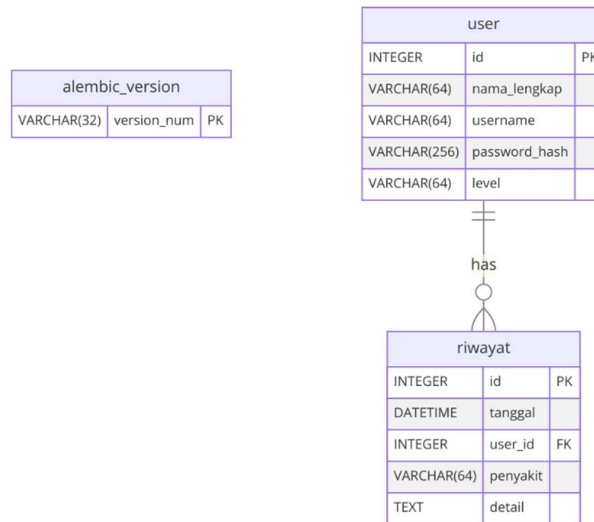 alembic_version
VARCHAR(32) version_num PK
user
INTEGER id PK
VARCHAR(64) nama_lengkap
VARCHAR(64) username
VARCHAR(256) password_hash
VARCHAR(64) level
has
riwayat
INTEGER id PK
DATETIME tanggal
INTEGER user_id FK
VARCHAR(64) penyakit
TEXT detail